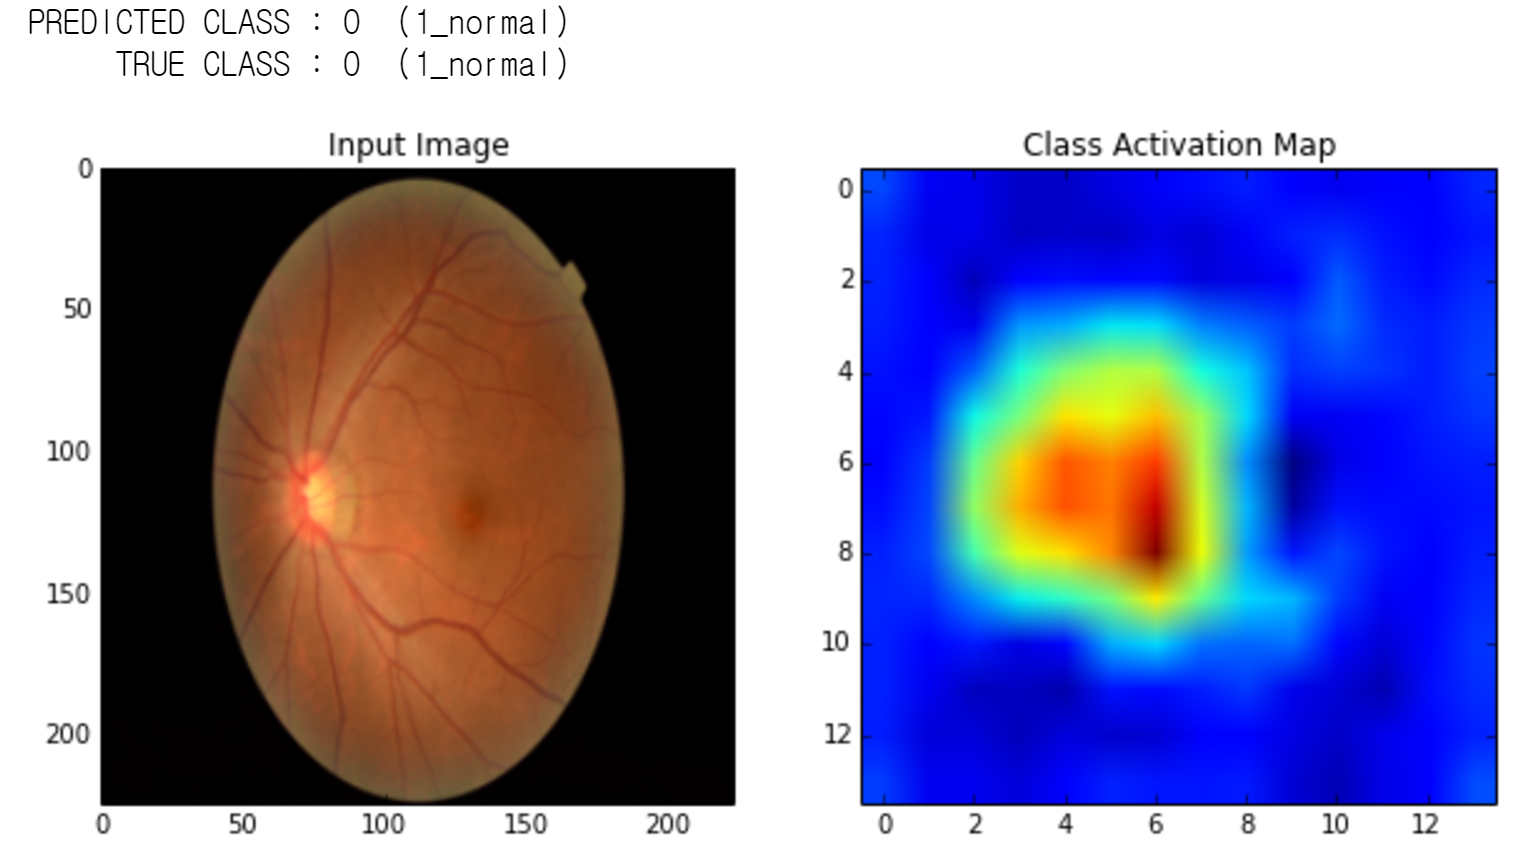 PREDICTED CLASS : 0 (1_normal)
TRUE CLASS : 0 (1_normal)
Input Image
0
50
100
150
200
0 50 100 150 200
Class Activation Map
0
2
4
6
8
10
12
0 2 4 6 8 10 12